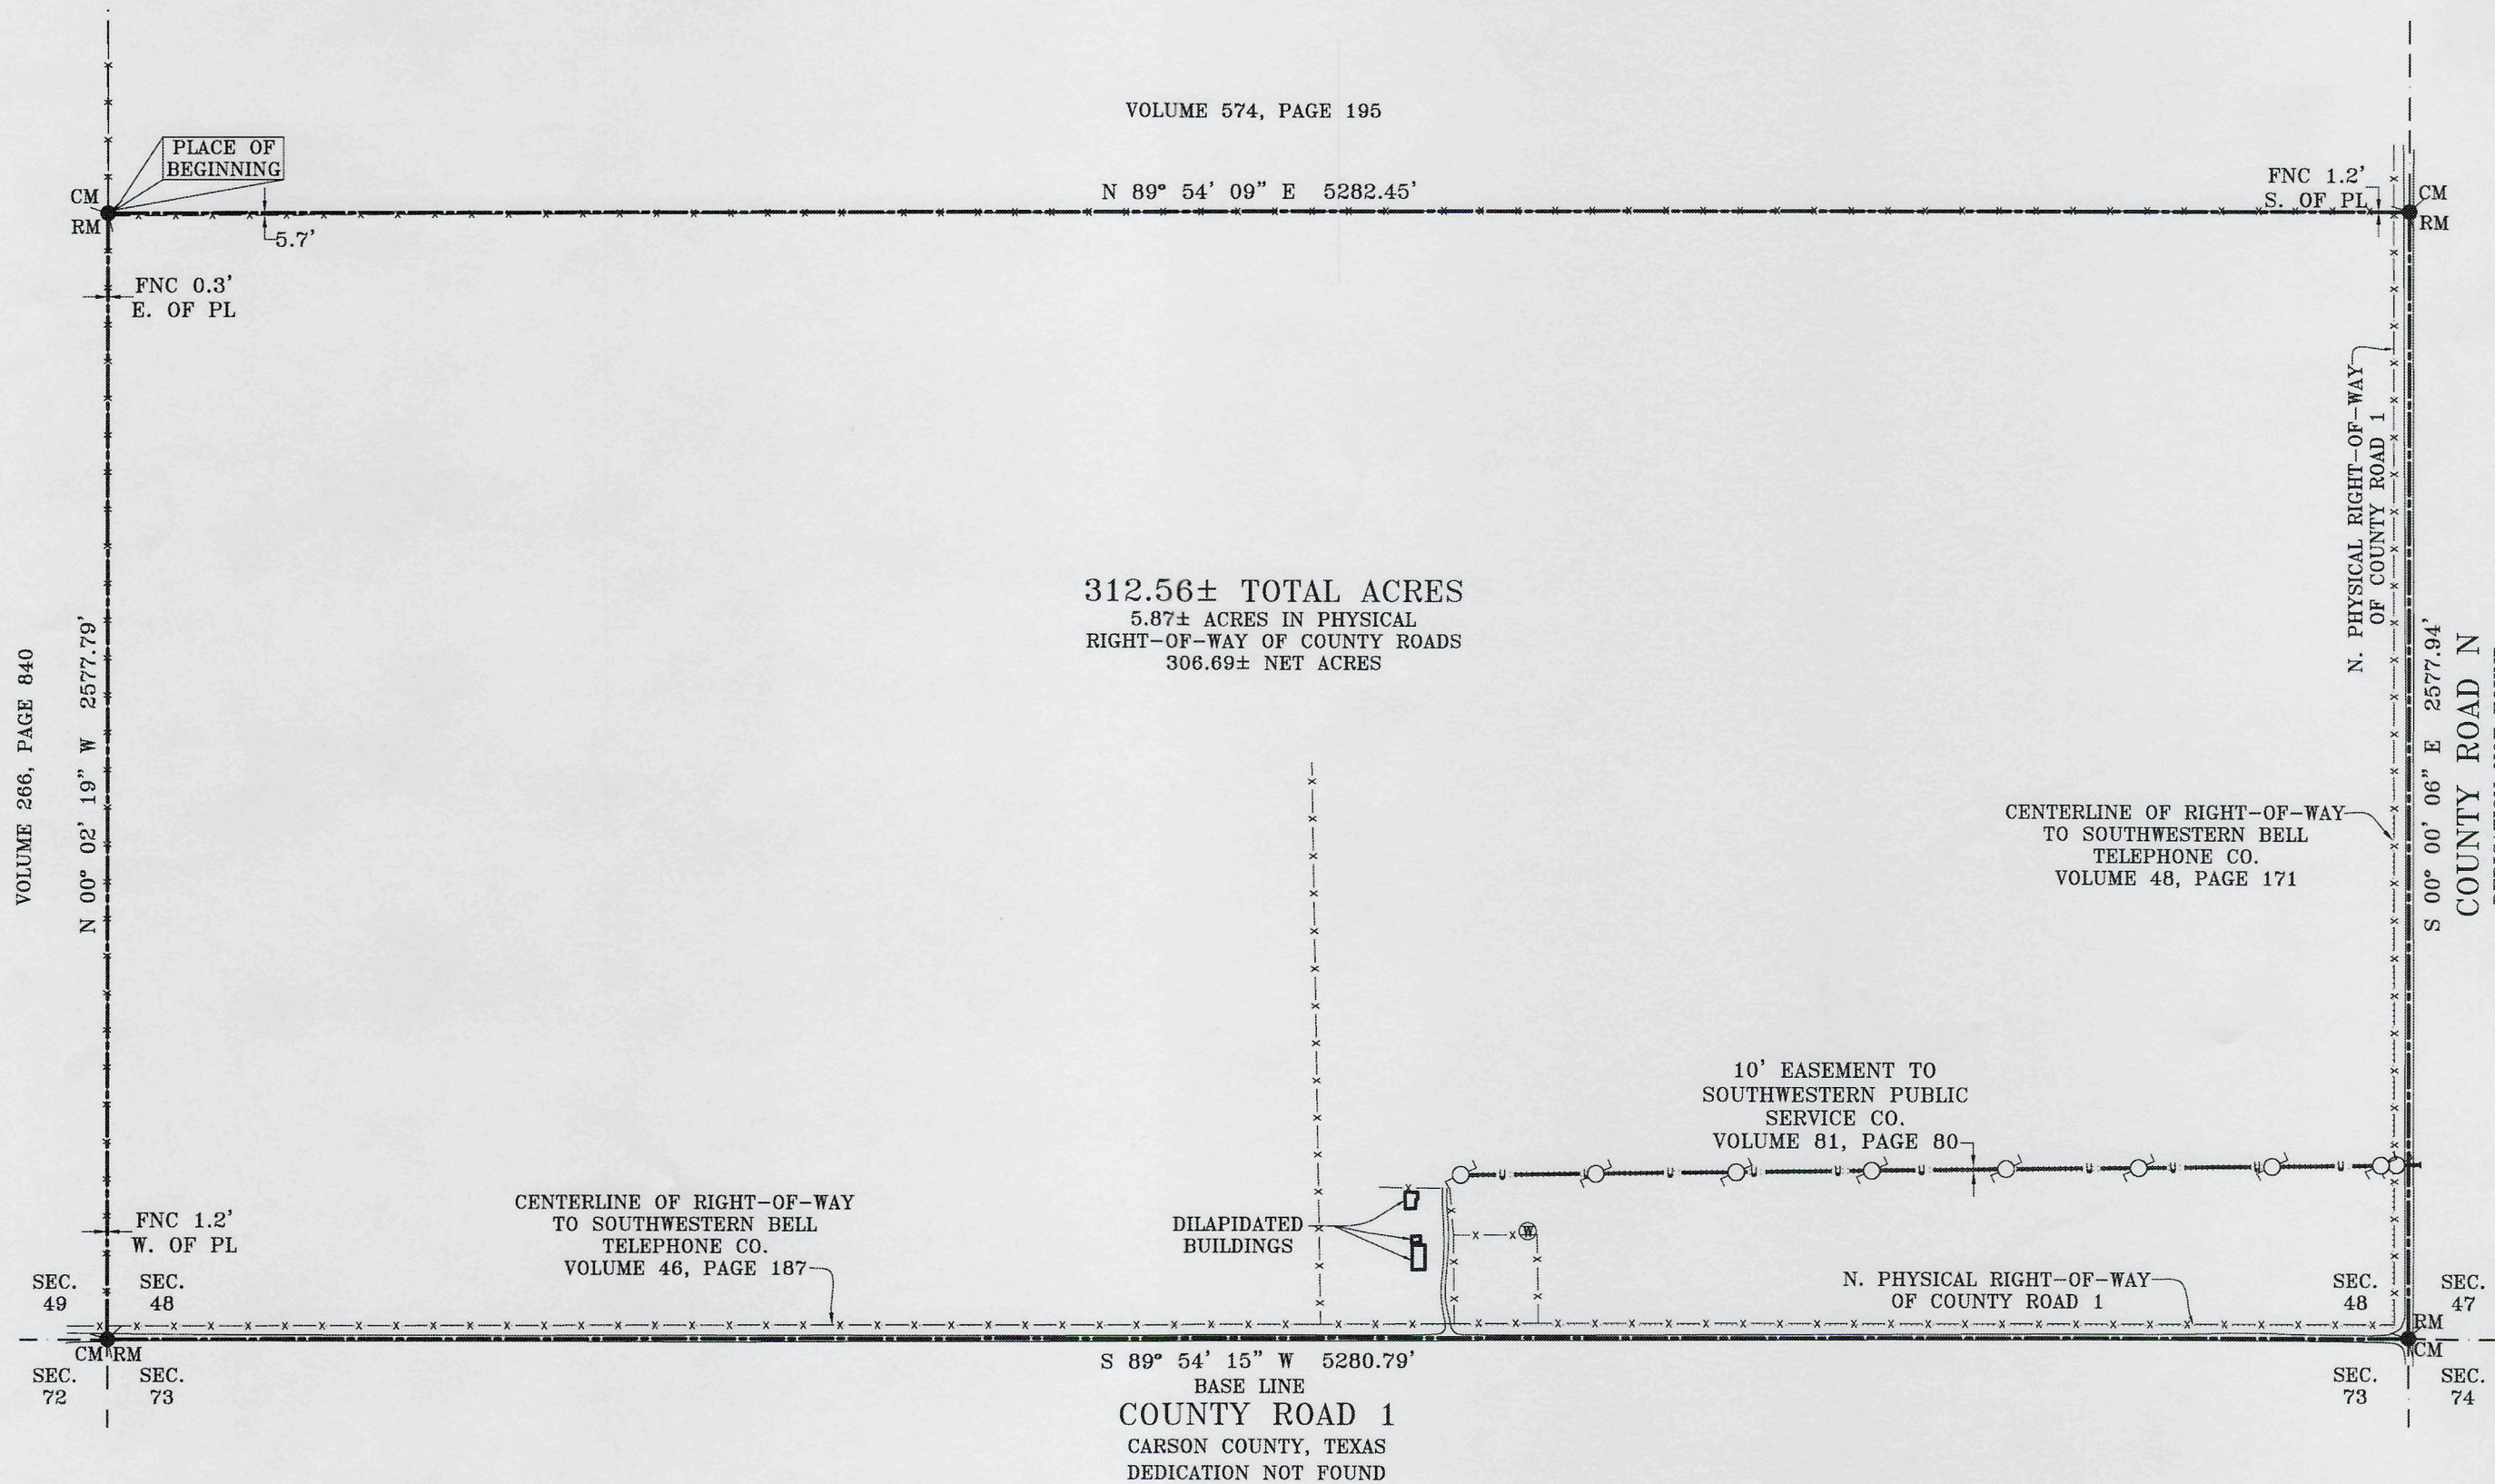 VOLUME 574, PAGE 195
PLACE OF
BEGINNING
CM
RM
N 89° 54' 09" E 5282.45'
5.7'
FNC 1.2'
S. OF PL
CM
RM
FNC 0.3'
E. OF PL
N. PHYSICAL RIGHT-OF-WAY
OF COUNTY ROAD 1
312.56± TOTAL ACRES
5.87± ACRES IN PHYSICAL
RIGHT-OF-WAY OF COUNTY ROADS
306.69± NET ACRES
VOLUME 266, PAGE 840
N 00° 02' 19" W 2577.79'
S 00° 00' 06" E 2577.94'
COUNTY ROAD N
CENTERLINE OF RIGHT-OF-WAY
TO SOUTHWESTERN BELL
TELEPHONE CO.
VOLUME 48, PAGE 171
10' EASEMENT TO
SOUTHWESTERN PUBLIC
SERVICE CO.
VOLUME 81, PAGE 80
U U U U U U U
CENTERLINE OF RIGHT-OF-WAY
TO SOUTHWESTERN BELL
TELEPHONE CO.
VOLUME 46, PAGE 187
DILAPIDATED
BUILDINGS
W
FNC 1.2'
W. OF PL
N. PHYSICAL RIGHT-OF-WAY
OF COUNTY ROAD 1
SEC.
49
SEC.
48
SEC.
48
SEC.
47
RM
CM
CM RM
SEC.
72
SEC.
73
SEC.
73
SEC.
74
S 89° 54' 15" W 5280.79'
BASE LINE
COUNTY ROAD 1
CARSON COUNTY, TEXAS
DEDICATION NOT FOUND